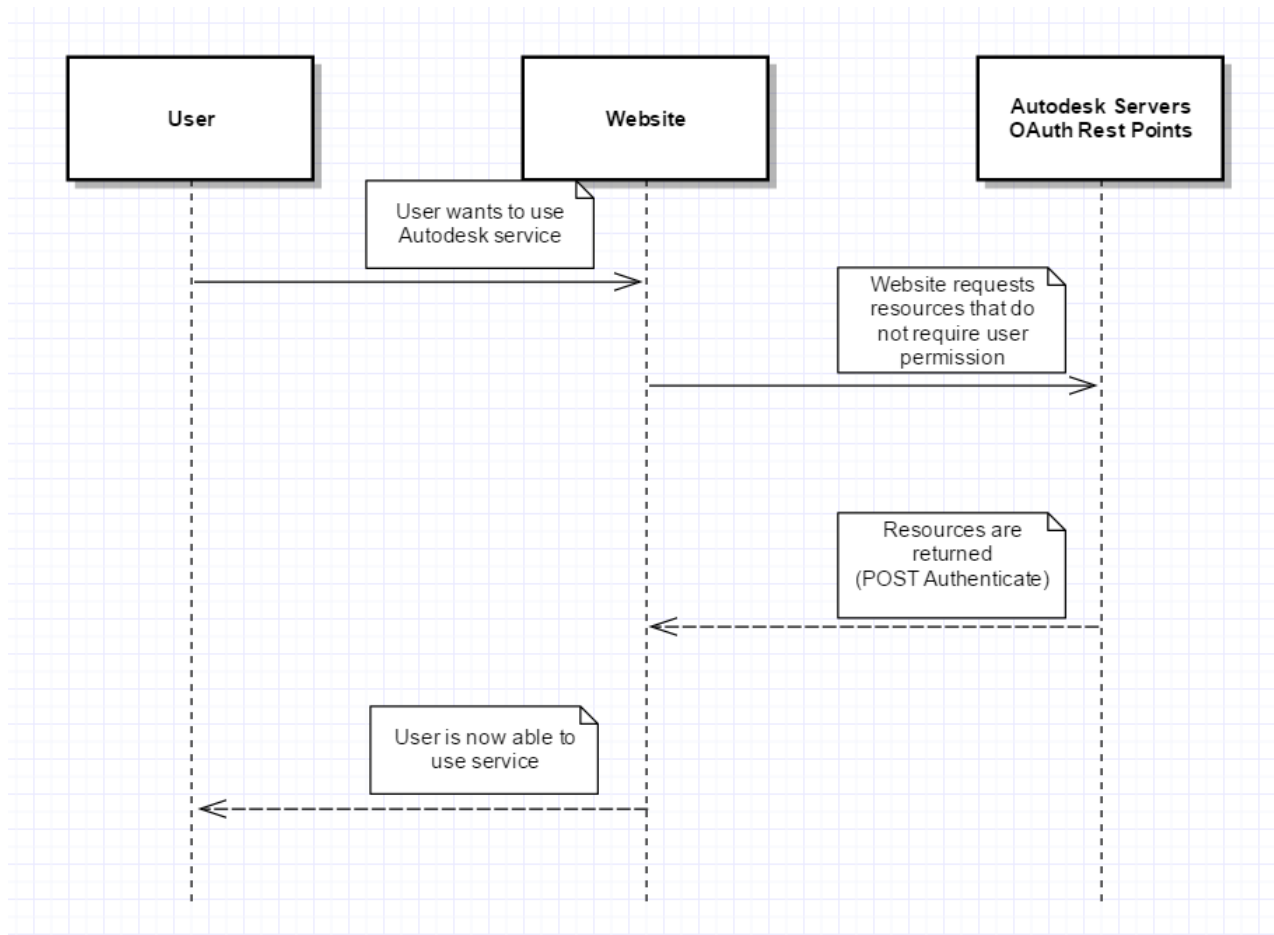 User
Website
Autodesk Servers
OAuth Rest Points
User wants to use
Autodesk service
Website requests
resources that do
not require user
permission
Resources are
returned
(POST Authenticate)
User is now able to
use service